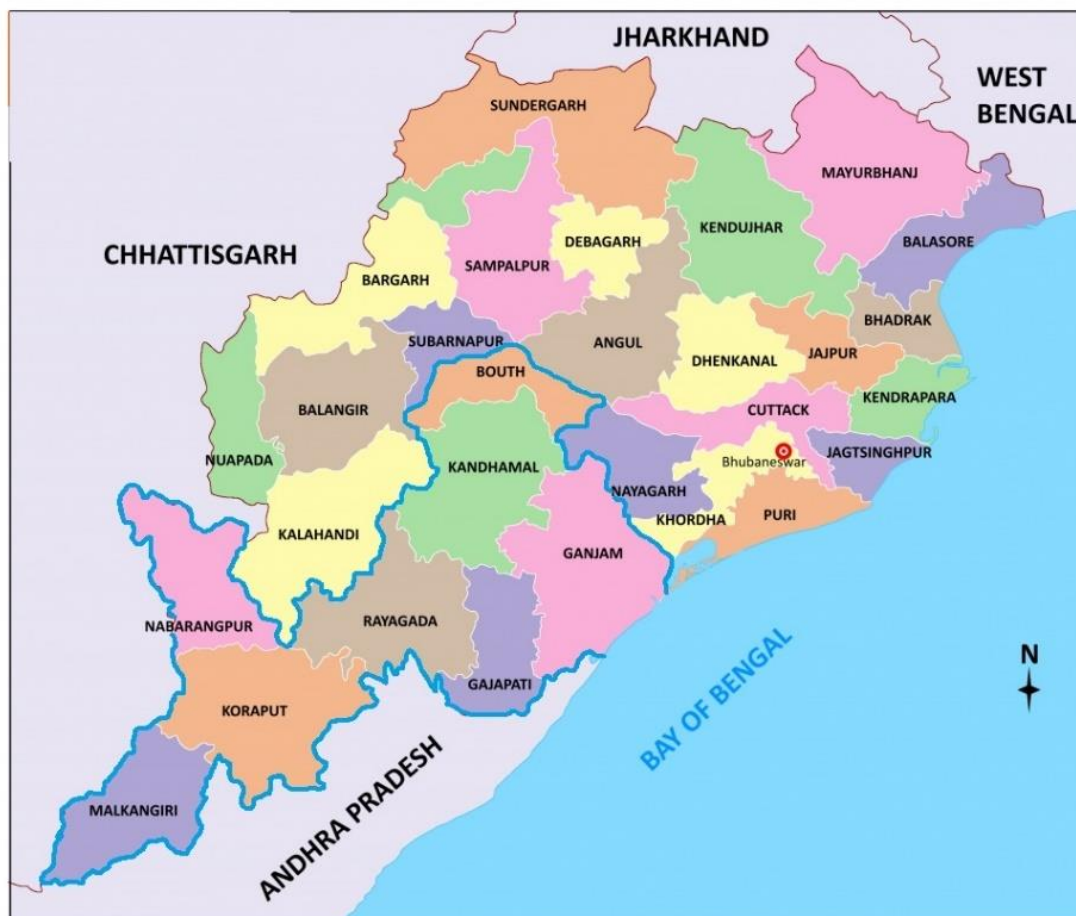 JHARKHAND
WEST
BENGAL
SUNDERGARH
MAYURBHANJ
KENDUJHAR
DEBAGARH
BALASORE
CHHATTISGARH
SAMPALPUR
BARGARH
BHADRAK
SUBARNAPUR
ANGUL
DHENKANAL
JAJPUR
BOUTH
KENDRAPARA
BALANGIR
CUTTACK
JAGTSINGHPUR
Bhubaneswar
NUAPADA
KANDHAMAL
NAYAGARH
PURI
KHORDHA
KALAHANDI
GANJAM
NABARANGPUR
RAYAGADA
N
GAJAPATI
KORAPUT
BAY OF BENGAL
MALKANGIRI
ANDHRA PRADESH